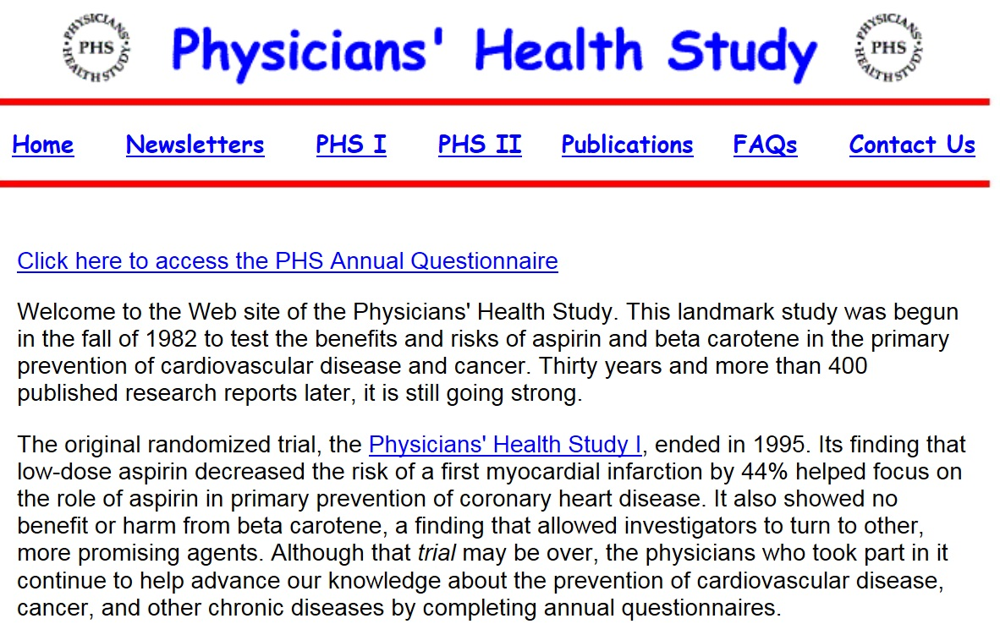 PHYSICIANS' HEALTH STUDY PHS
Physicians' Health Study
PHYSICIANS' HEALTH STUDY PHS
Home Newsletters PHS I PHS II Publications FAQs Contact Us
Click here to access the PHS Annual Questionnaire
Welcome to the Web site of the Physicians' Health Study. This landmark study was begun
in the fall of 1982 to test the benefits and risks of aspirin and beta carotene in the primary
prevention of cardiovascular disease and cancer. Thirty years and more than 400
published research reports later, it is still going strong.
The original randomized trial, the Physicians' Health Study I, ended in 1995. Its finding that
low-dose aspirin decreased the risk of a first myocardial infarction by 44% helped focus on
the role of aspirin in primary prevention of coronary heart disease. It also showed no
benefit or harm from beta carotene, a finding that allowed investigators to turn to other,
more promising agents. Although that trial may be over, the physicians who took part in it
continue to help advance our knowledge about the prevention of cardiovascular disease,
cancer, and other chronic diseases by completing annual questionnaires.